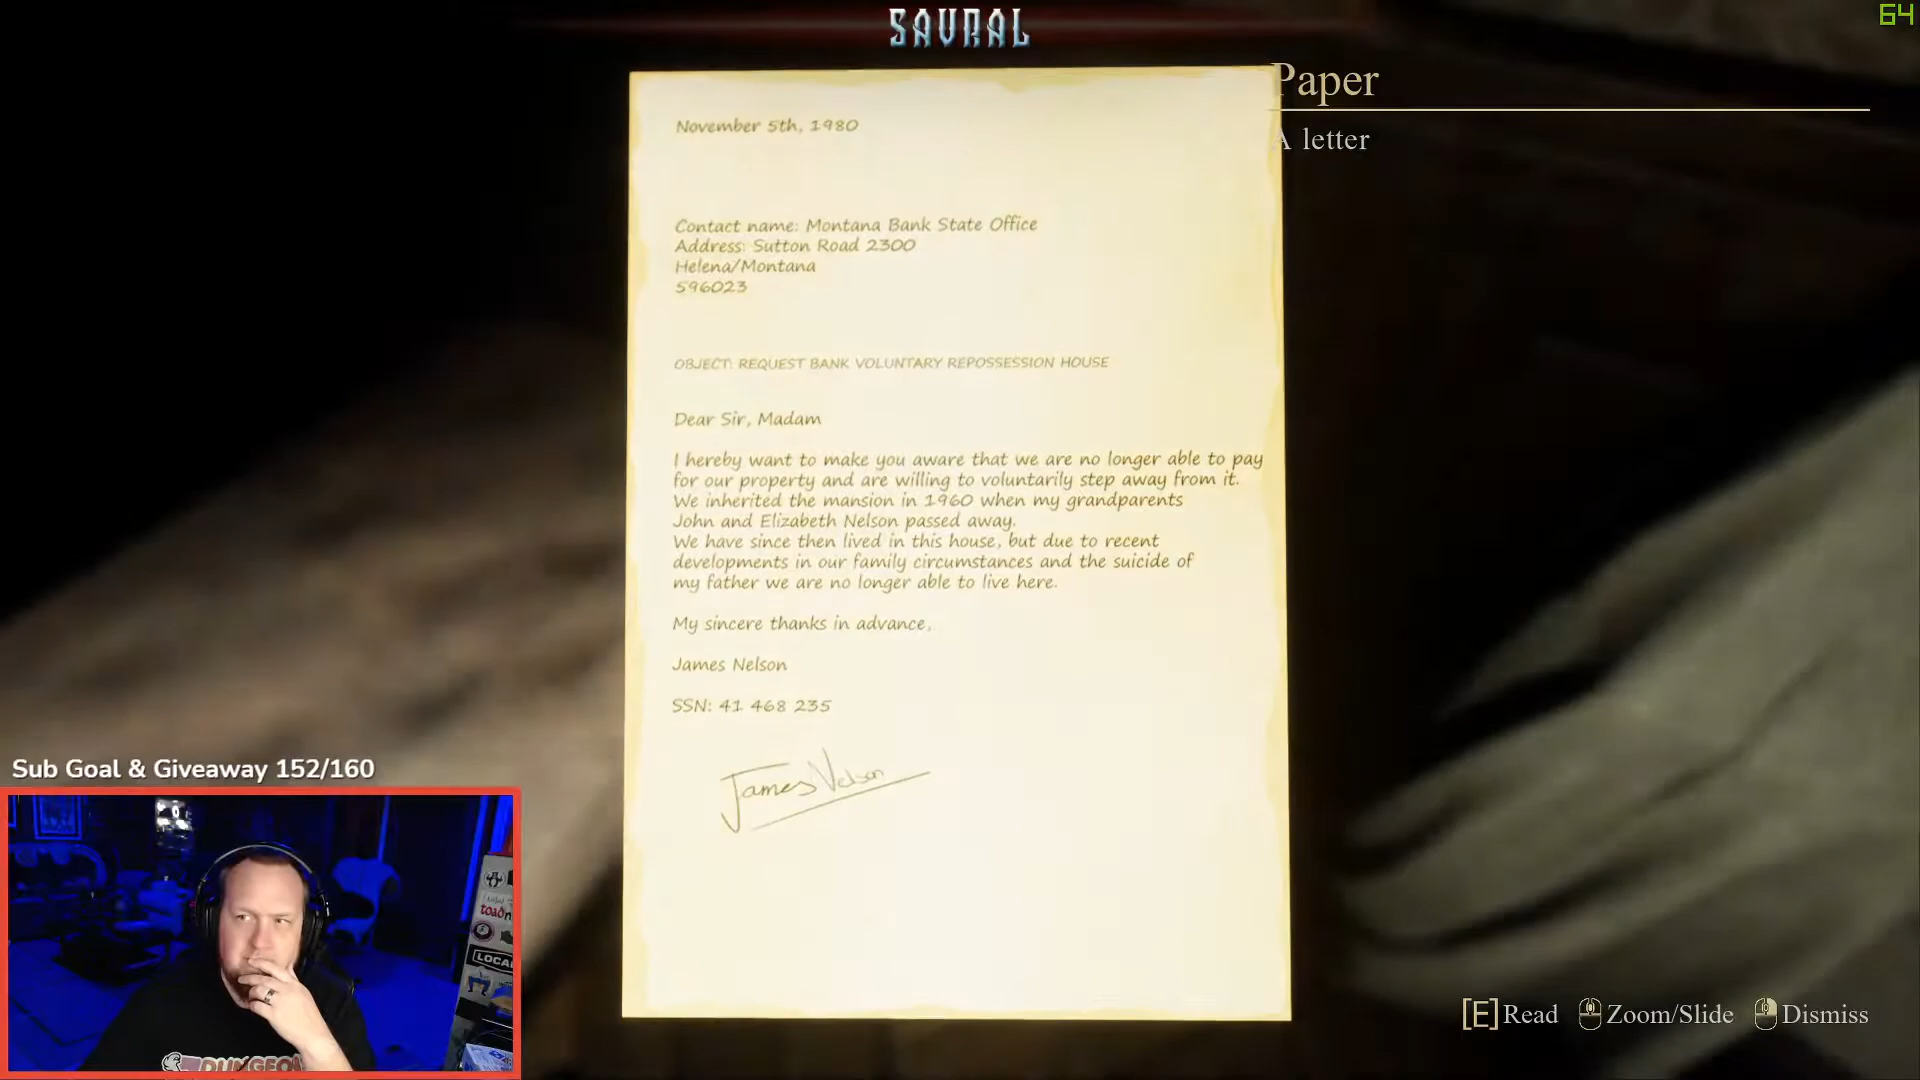 SAVRAL
64
Paper
A letter
November 5th, 1980
Contact name: Montana Bank State Office
Address: Sutton Road 2300
Helena/Montana
596023
OBJECT: REQUEST BANK VOLUNTARY REPOSSESSION HOUSE
Dear Sir, Madam
I hereby want to make you aware that we are no longer able to pay
for our property and are willing to voluntarily step away from it.
We inherited the mansion in 1960 when my grandparents
John and Elizabeth Nelson passed away.
We have since then lived in this house, but due to recent
developments in our family circumstances and the suicide of
my father we are no longer able to live here.
My sincere thanks in advance,
James Nelson
SSN: 41 468 235
James Nelson
Sub Goal & Giveaway 152/160
LOCA
[E] Read Zoom/Slide Dismiss